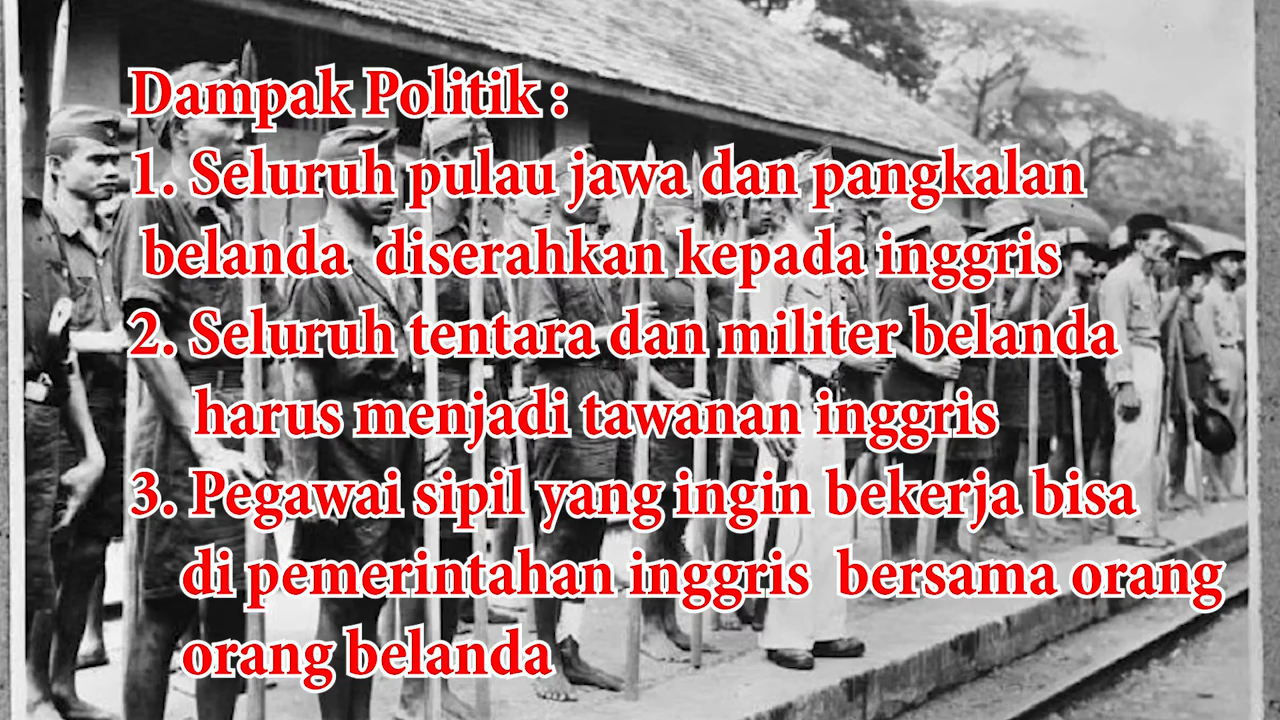 Dampak Politik :
1. Seluruh pulau jawa dan pangkalan
belanda diserahkan kepada inggris
2. Seluruh tentara dan militer belanda
harus menjadi tawanan inggris
3. Pegawai sipil yang ingin bekerja bisa
di pemerintahan inggris bersama orang
orang belanda